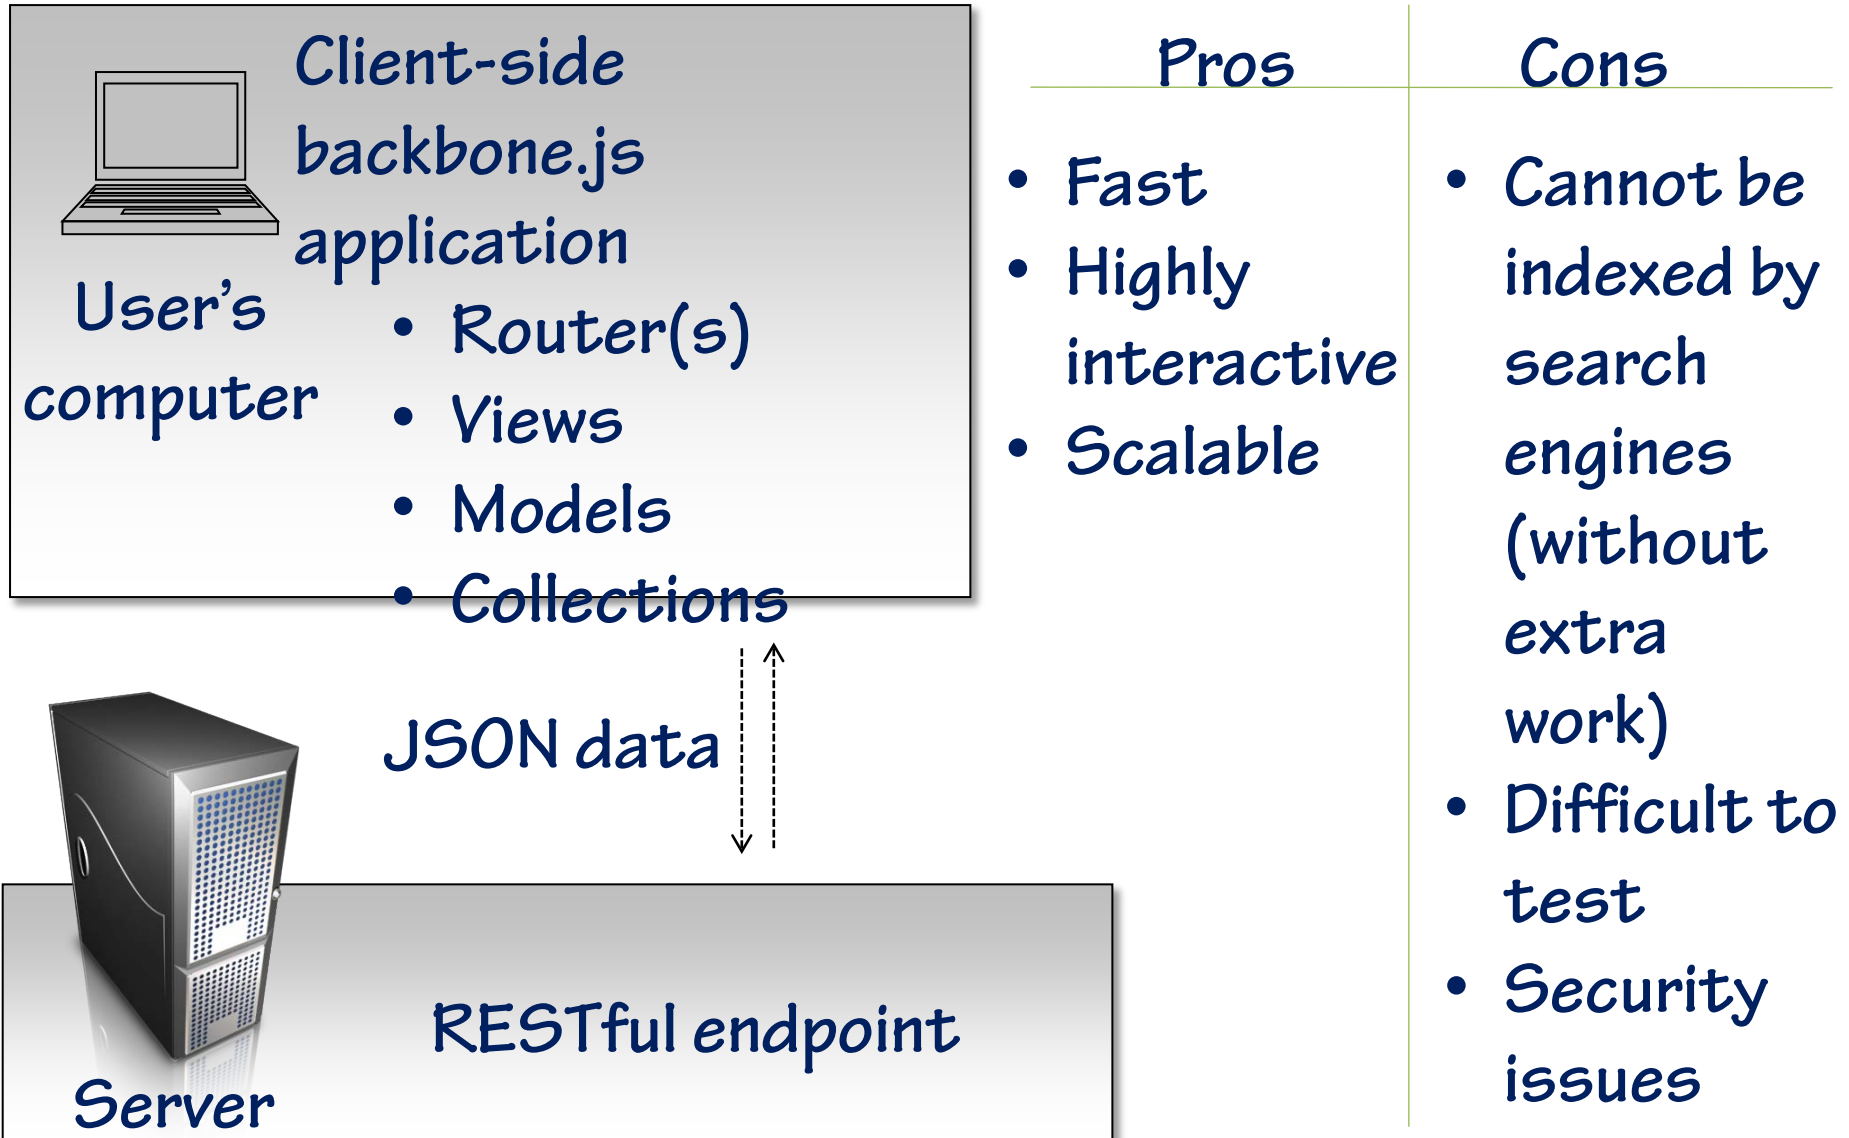 Client-side
backbone.js
application
• Router(s)
• Views
• Models
• Collections
User's
computer
JSON data
RESTful endpoint
Server
Pros
• Fast
• Highly
interactive
• Scalable
Cons
• Cannot be
indexed by
search
engines
(without
extra
work)
• Difficult to
test
• Security
issues